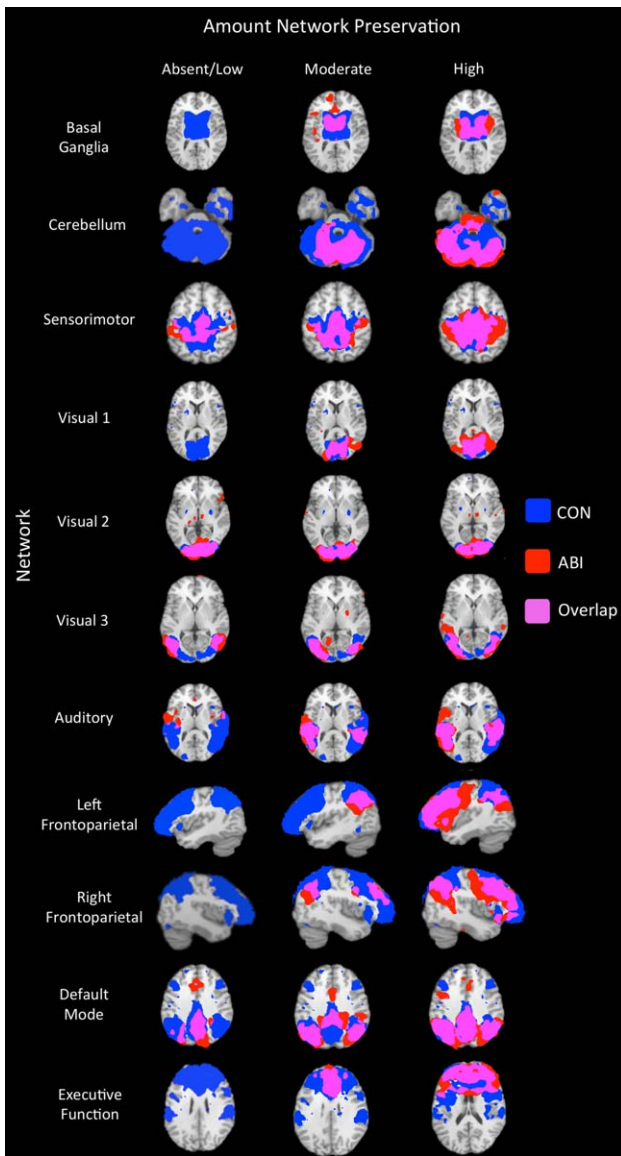 Amount Network Preservation
Absent/Low
Moderate
High
Basal
Ganglia
Cerebellum
Sensorimotor
Visual 1
Visual 2
Visual 3
Auditory
Left
Frontoparietal
Right
Frontoparietal
Default
Mode
Executive
Function
Network
CON
ABI
Overlap